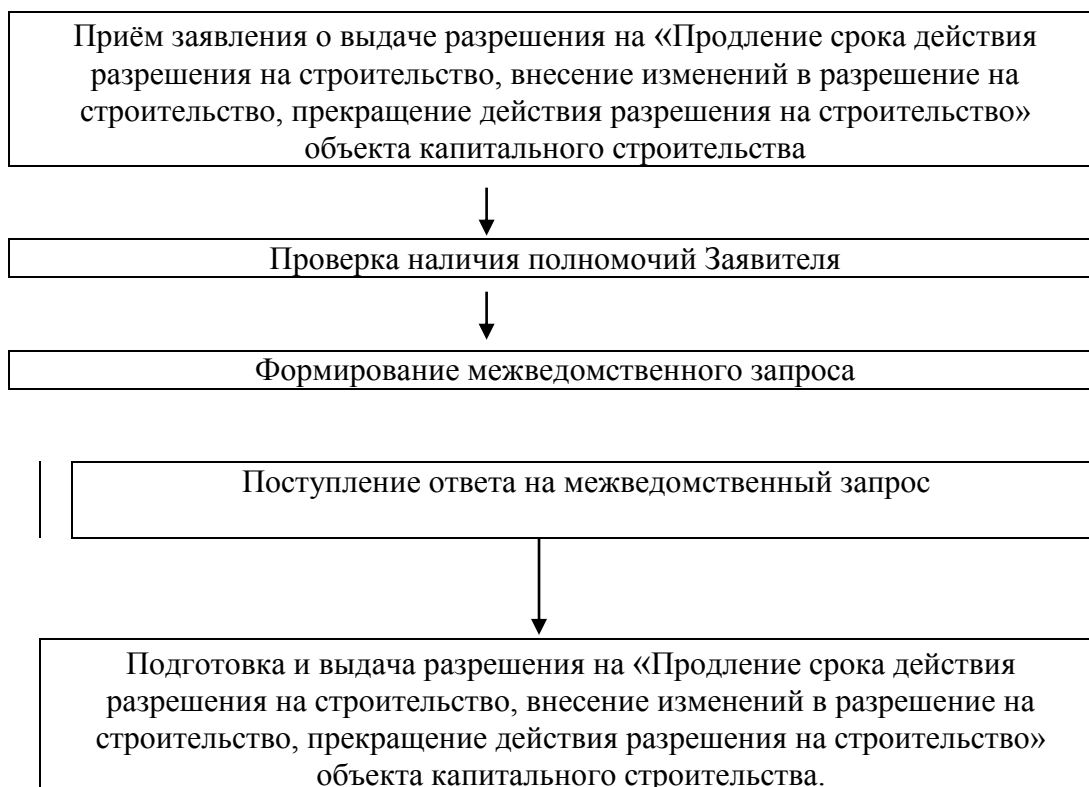 Приём заявления о выдаче разрешения на «Продление срока действия
разрешения на строительство, внесение изменений в разрешение на
строительство, прекращение действия разрешения на строительство»
объекта капитального строительства
Проверка наличия полномочий Заявителя
Формирование межведомственного запроса
Поступление ответа на межведомственный запрос
Подготовка и выдача разрешения на «Продление срока действия
разрешения на строительство, внесение изменений в разрешение на
строительство, прекращение действия разрешения на строительство»
объекта капитального строительства.